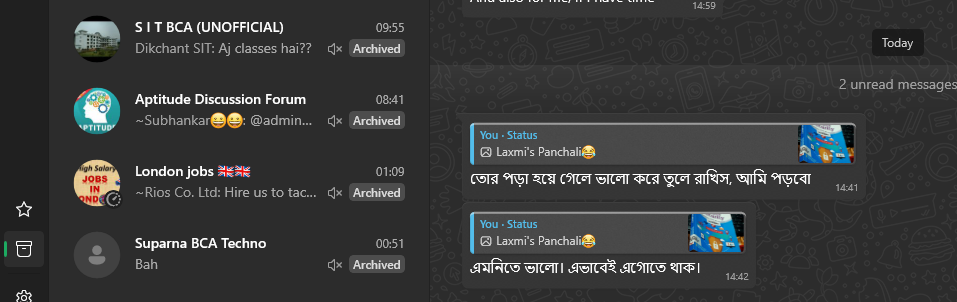 S I T BCA (UNOFFICIAL)
09:55
Dikchant SIT: Aj classes hai??
Archived
Aptitude Discussion Forum
08:41
~Subhankar😄😄: @admin...
Archived
London jobs 🇬🇧🇬🇧
01:09
~Rios Co. Ltd: Hire us to tac...
Archived
Suparna BCA Techno
00:51
Bah
Archived
14:59
Today
2 unread messages
You · Status
Laxmi's Panchali😂
তোর পড়া হয়ে গেলে ভালো করে তুলে রাখিস, আমি পড়বো
14:41
You · Status
Laxmi's Panchali😂
এমনিতে ভালো। এভাবেই এগোতে থাক।
14:42